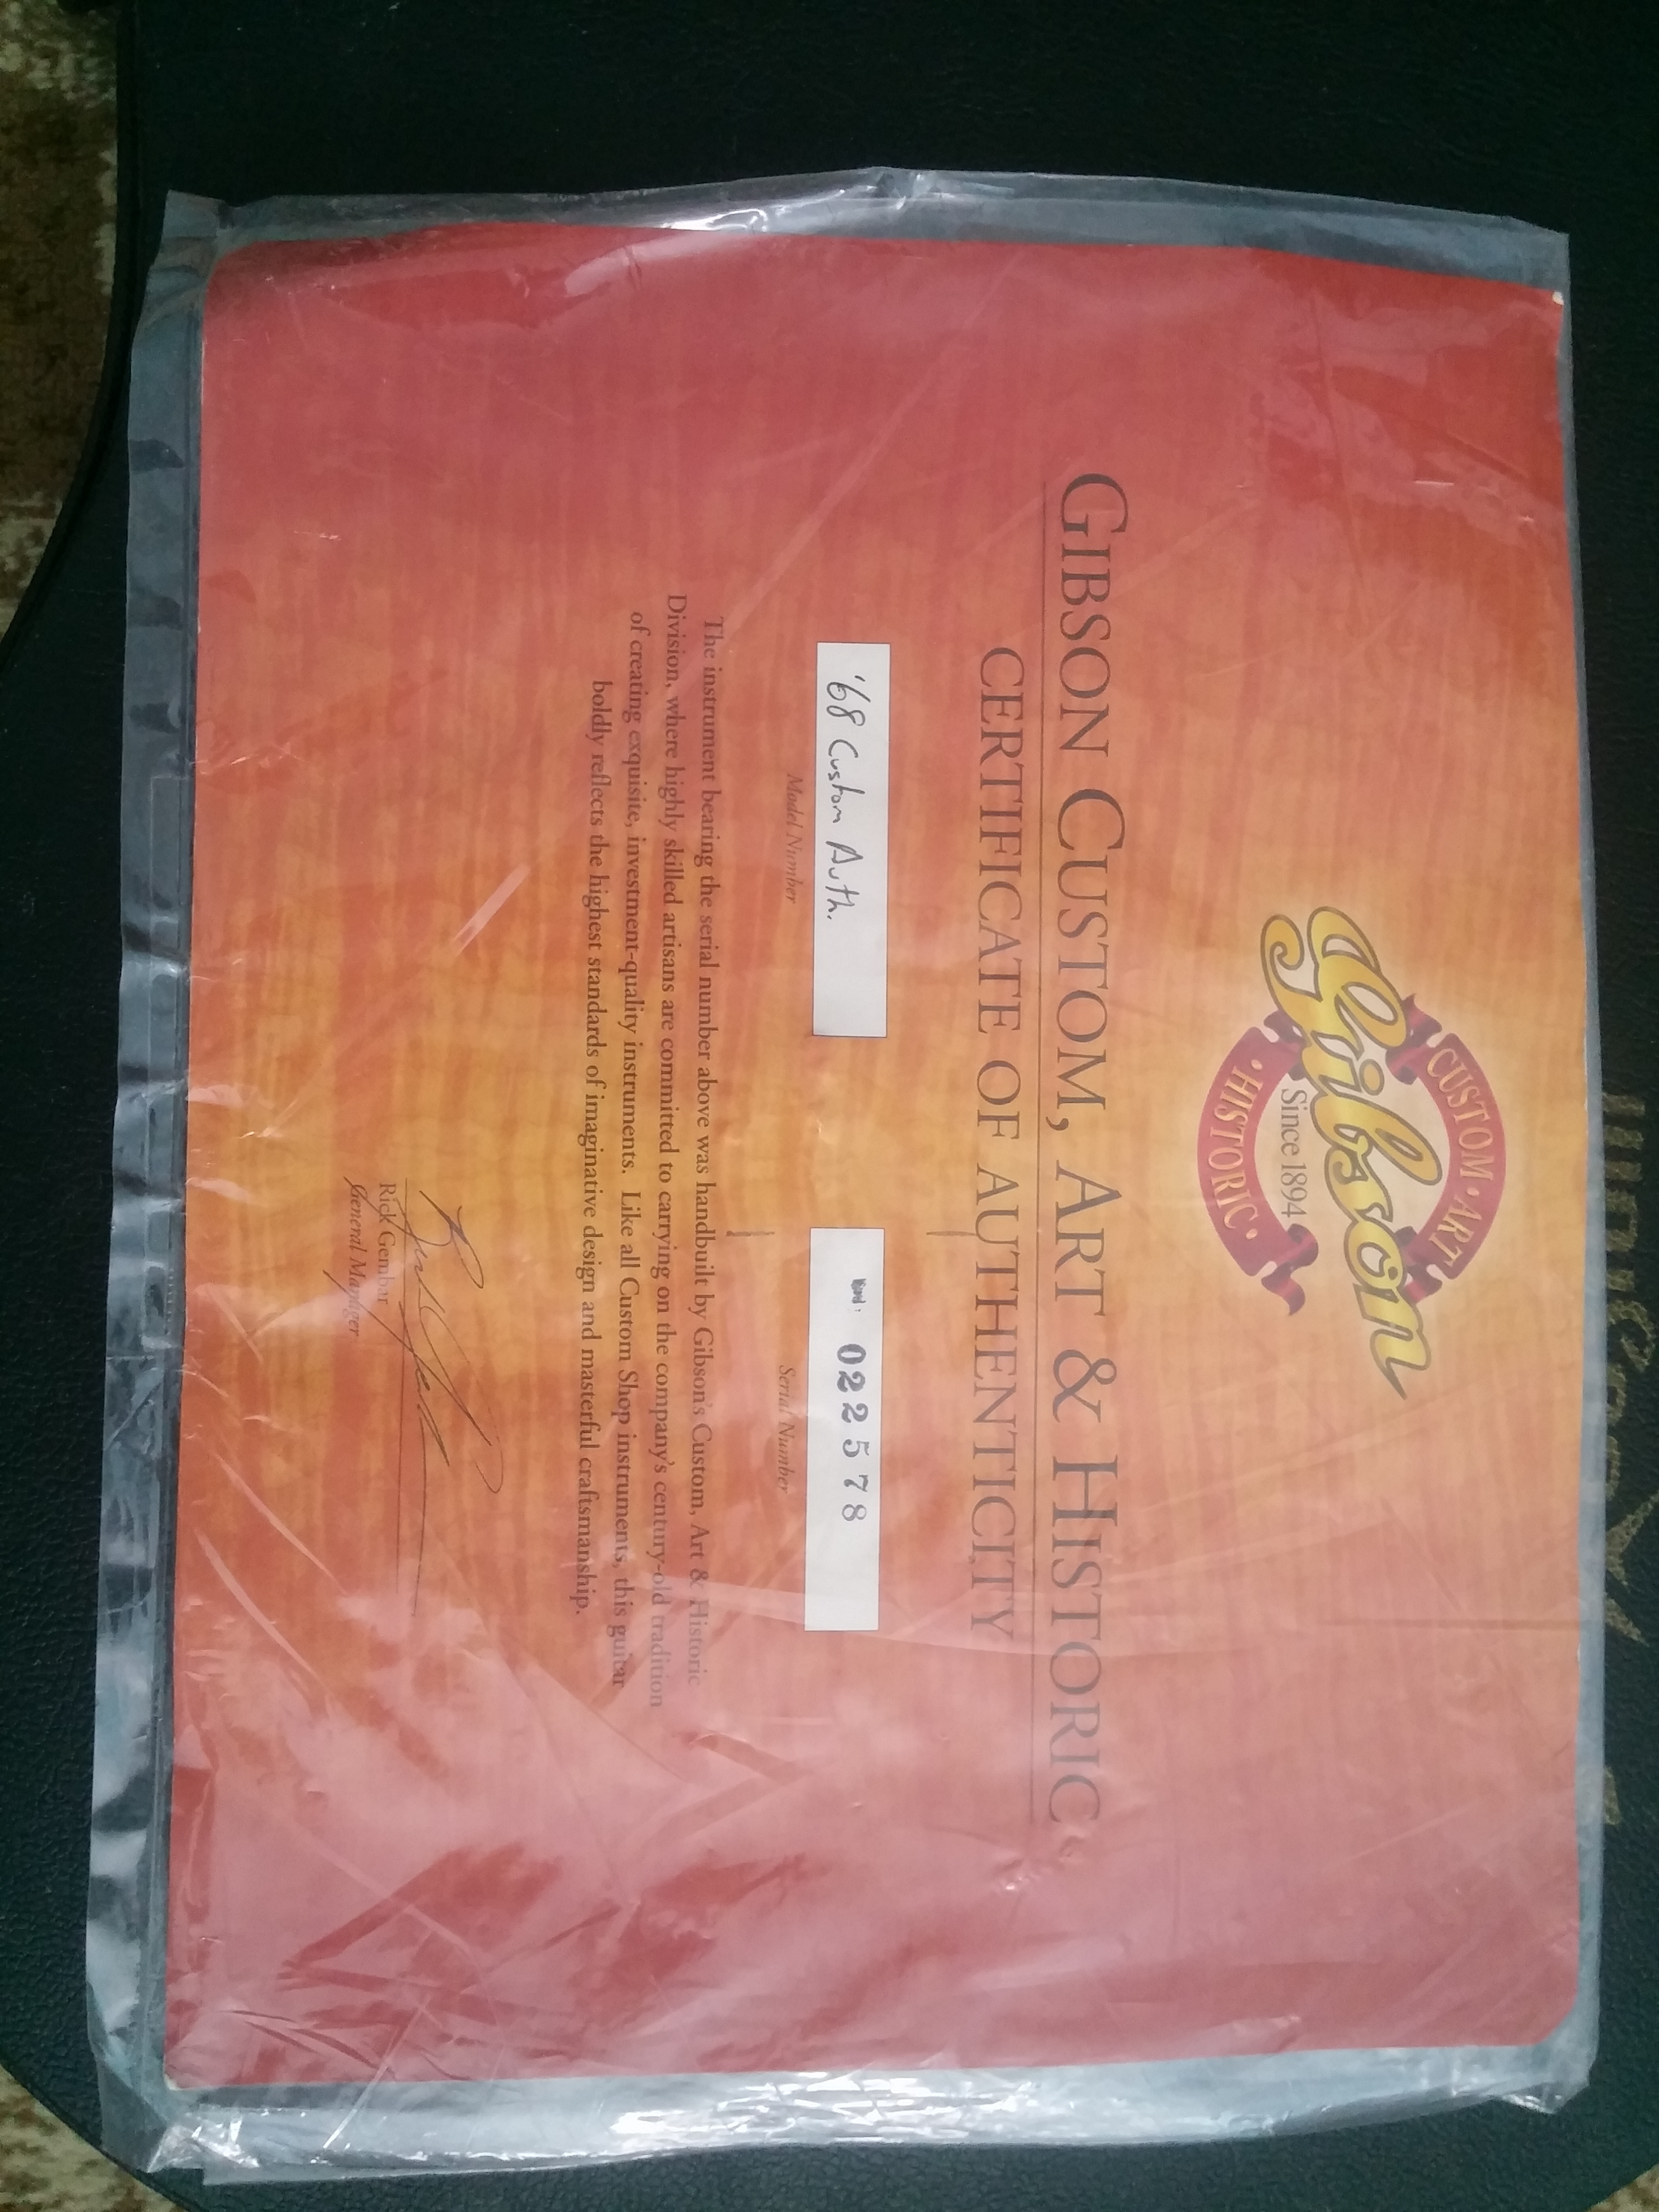 CUSTOM · ART
Gibson
Since 1894
· HISTORIC ·
GIBSON CUSTOM, ART & HISTORIC
CERTIFICATE OF AUTHENTICITY
'68 Custom Auth.
022578
Model Number
Serial Number
The instrument bearing the serial number above was handbuilt by Gibson's Custom, Art & Historic
Division, where highly skilled artisans are committed to carrying on the company's century-old tradition
of creating exquisite, investment-quality instruments. Like all Custom Shop instruments, this guitar
boldly reflects the highest standards of imaginative design and masterful craftsmanship.
Rick Gembar
General Manager